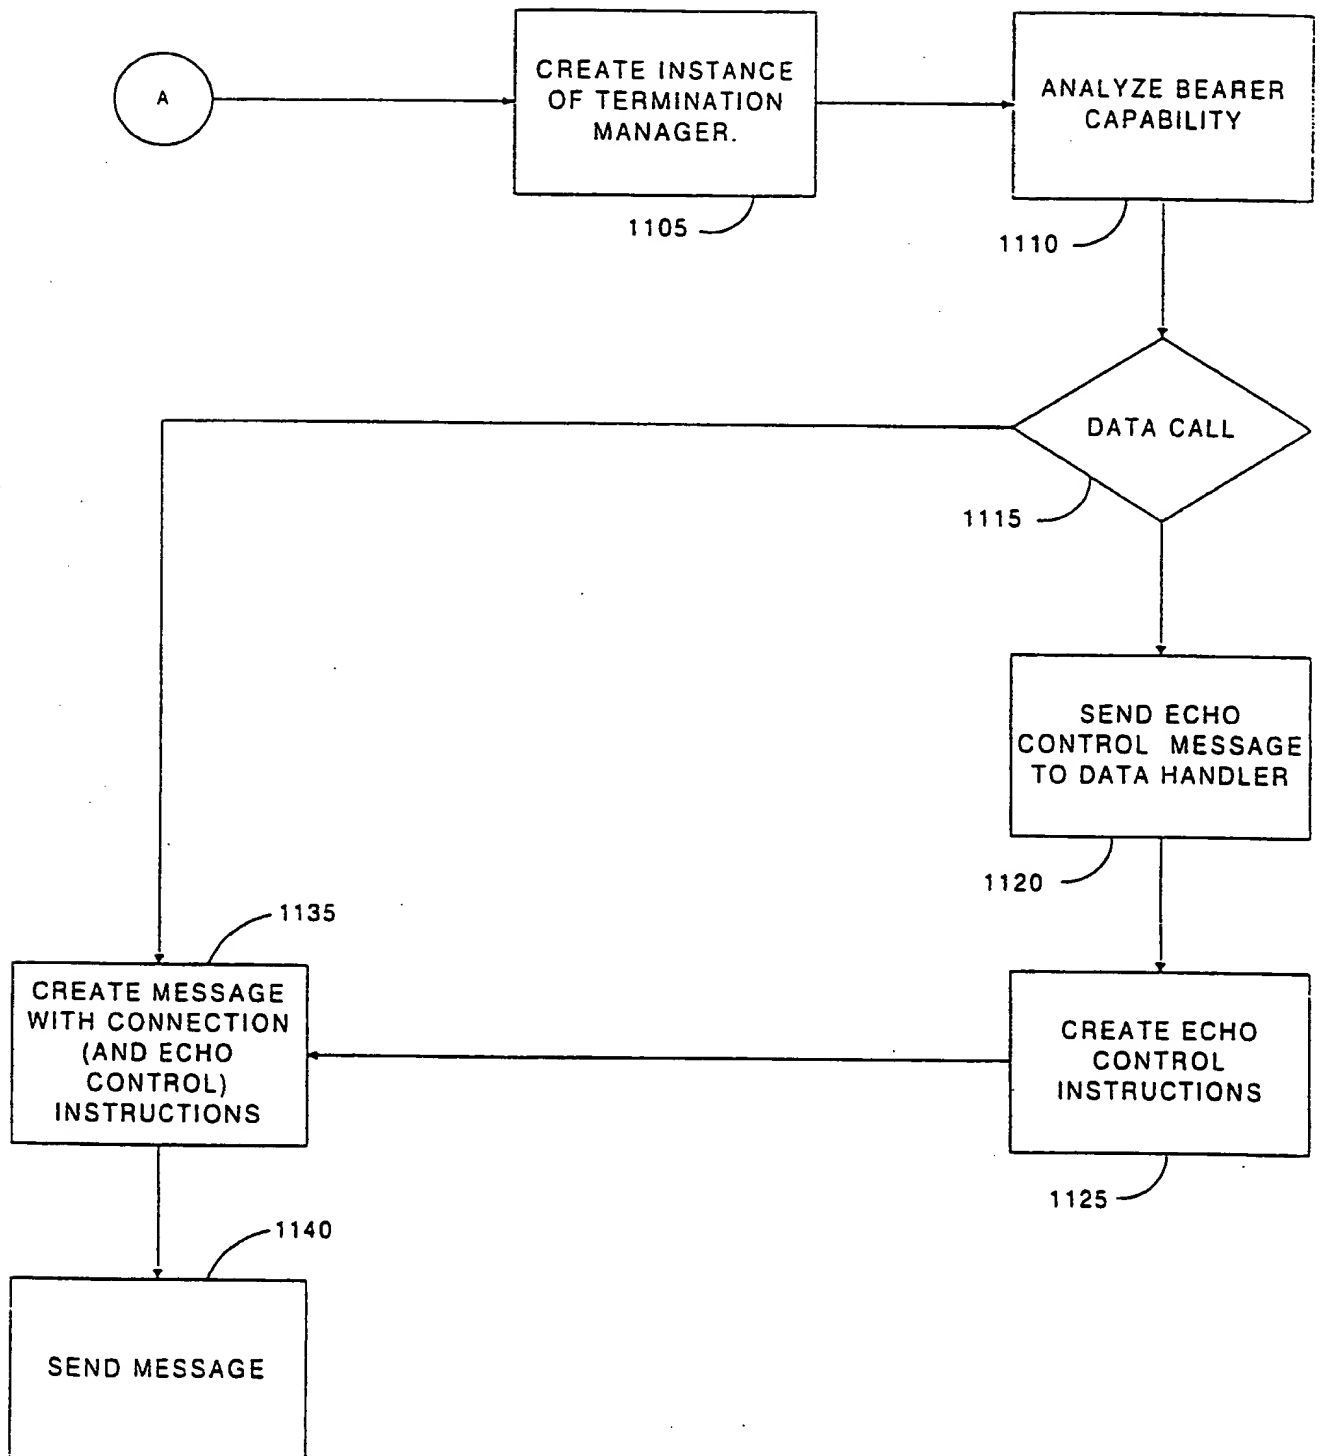 A
CREATE INSTANCE
OF TERMINATION
MANAGER.
1105
ANALYZE BEARER
CAPABILITY
1110
DATA CALL
1115
SEND ECHO
CONTROL MESSAGE
TO DATA HANDLER
1120
CREATE ECHO
CONTROL
INSTRUCTIONS
1125
1135
CREATE MESSAGE
WITH CONNECTION
(AND ECHO
CONTROL)
INSTRUCTIONS
1140
SEND MESSAGE